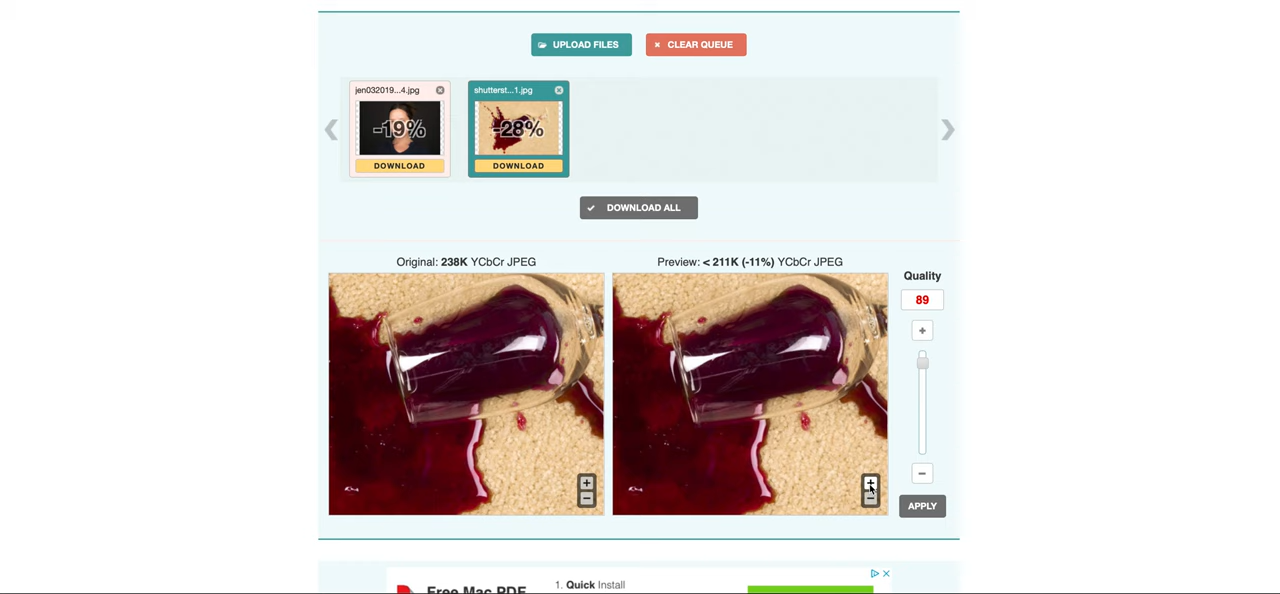 UPLOAD FILES
CLEAR QUEUE
jen032019...4.jpg
shutterst...1.jpg
-19%
-28%
DOWNLOAD
DOWNLOAD
DOWNLOAD ALL
Original: 238K YCbCr JPEG
Preview: < 211K (-11%) YCbCr JPEG
Quality
89
APPLY
Free Mac PDF
1. Quick Install